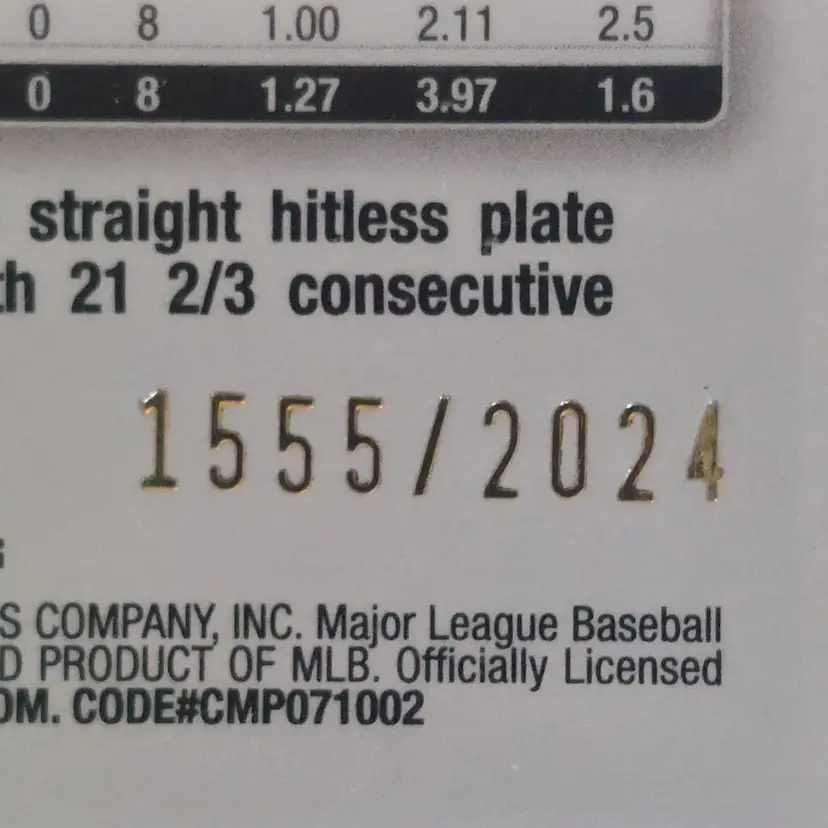 0 8 1.00 2.11 2.5
0 8 1.27 3.97 1.6
straight hitless plate
21 2/3 consecutive
1555/2024
COMPANY, INC. Major League Baseball
PRODUCT OF MLB. Officially Licensed
CODE#CMP071002